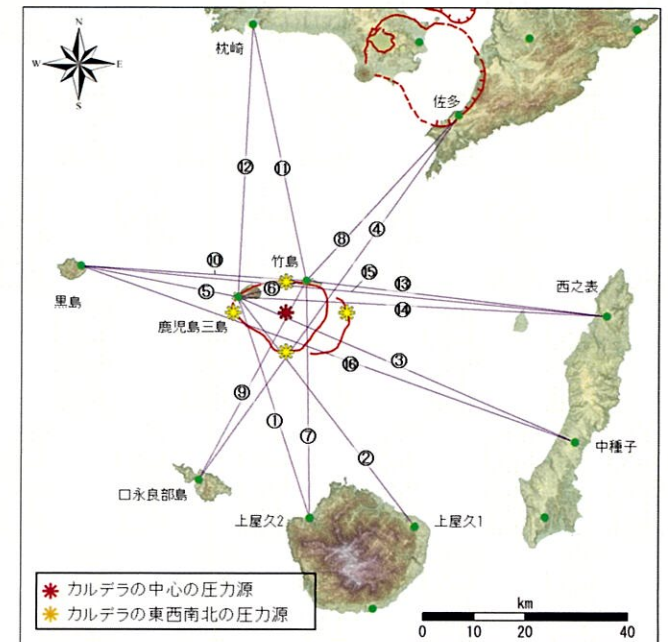 N
W E
S
枕崎
佐多
⑫ ⑪
⑧ ④
竹島
⑩ ⑮
⑤ ⑥ ⑬
⑭
西之表
黒島
鹿児島三島
⑯ ③
⑨
① ⑦ ②
中種子
口永良部島
上屋久2 上屋久1
カルデラの中心の圧力源
カルデラの東西南北の圧力源
km
0 10 20 40